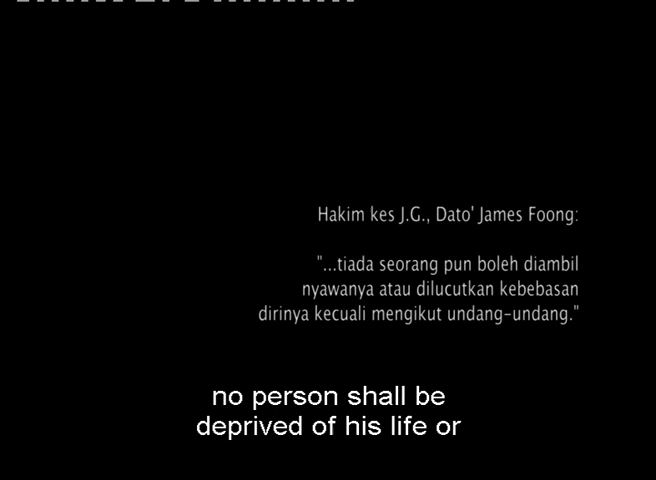 Hakim kes J.G., Dato' James Foong:
"...tiada seorang pun boleh diambil
nyawanya atau dilucutkan kebebasan
dirinya kecuali mengikut undang-undang."
no person shall be
deprived of his life or